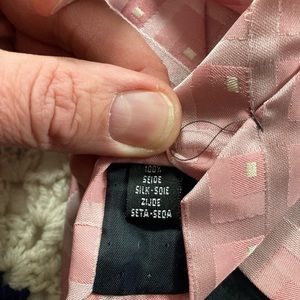 100%
SEIDE
SILK-SOIE
ZIJDE
SETA-SEDA